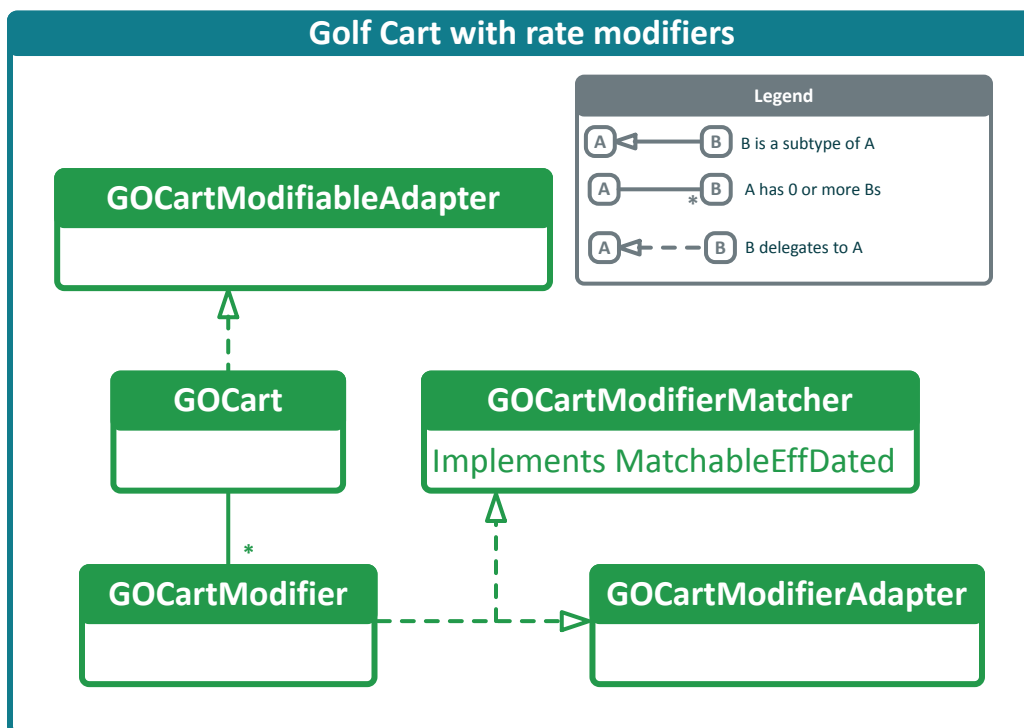 Golf Cart with rate modifiers
Legend
A B B is a subtype of A
A * B A has 0 or more Bs
A B B delegates to A
GOCartModifiableAdapter
GOCart
GOCartModifierMatcher
Implements MatchableEffDated
*
GOCartModifier
GOCartModifierAdapter